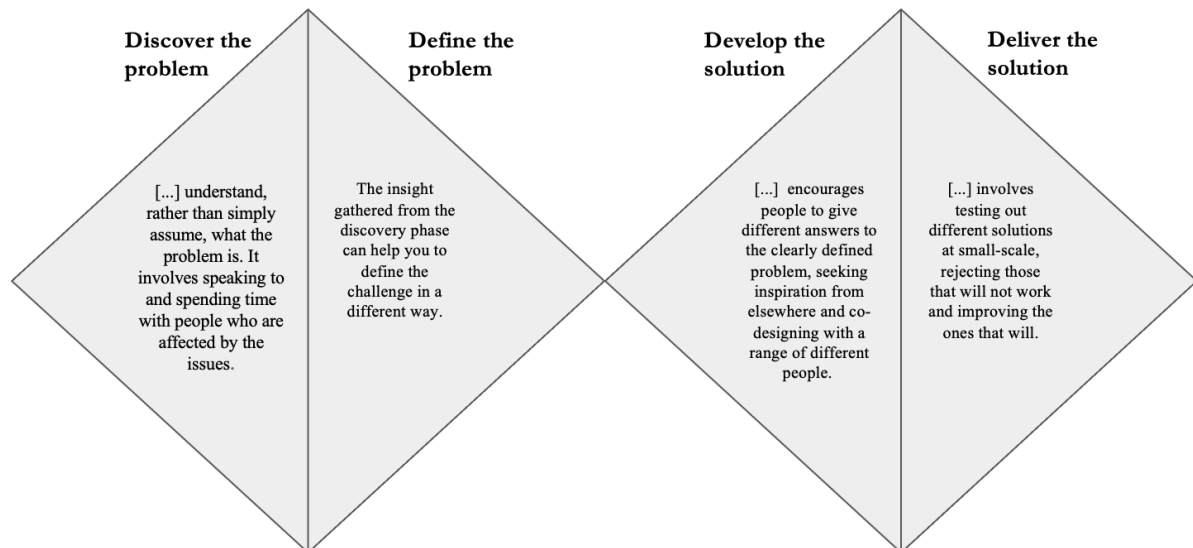 Discover the
problem
[...] understand,
rather than simply
assume, what the
problem is. It
involves speaking to
and spending time
with people who are
affected by the
issues.
Define the
problem
The insight
gathered from the
discovery phase
can help you to
define the
challenge in a
different way.
Develop the
solution
[...] encourages
people to give
different answers to
the clearly defined
problem, seeking
inspiration from
elsewhere and co-
designing with a
range of different
people.
Deliver the
solution
[...] involves
testing out
different solutions
at small-scale,
rejecting those
that will not work
and improving the
ones that will.